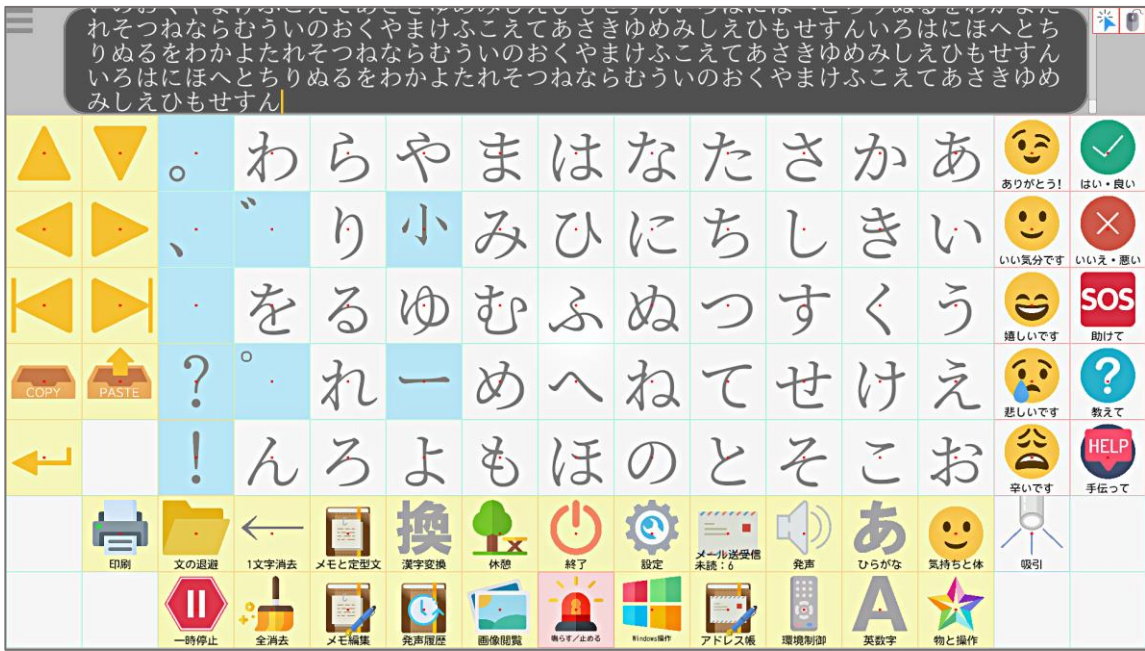 れそつねならむういのおくやまけふこえてあさきゆめみしえひもせすんいろはにほへとち
りぬるをわかよたれそつねならむういのおくやまけふこえてあさきゆめみしえひもせすん
いろはにほへとちりぬるをわかよたれそつねならむういのおくやまけふこえてあさきゆめ
みしえひもせすん
。 わ ら や ま は な た さ か あ ありがとう! はい・良い
、 ゛ り 小 み ひ に ち し き い いい気分です いいえ・悪い
を る ゆ む ふ ぬ つ す く う 嬉しいです SOS 助けて
COPY PASTE ? ゜ れ ー め へ ね て せ け え 悲しいです ? 教えて
! ん ろ よ も ほ の と そ こ お 辛いです HELP 手伝って
印刷 文の退避 1文字消去 メモと定型文 換 漢字変換 休憩 終了 設定 メール送受信 未読:6 発声 あ ひらがな 気持ちと体 吸引
一時停止 全消去 メモ編集 発声履歴 画像閲覧 鳴らす/止める Windows操作 アドレス帳 環境制御 A 英数字 物と操作